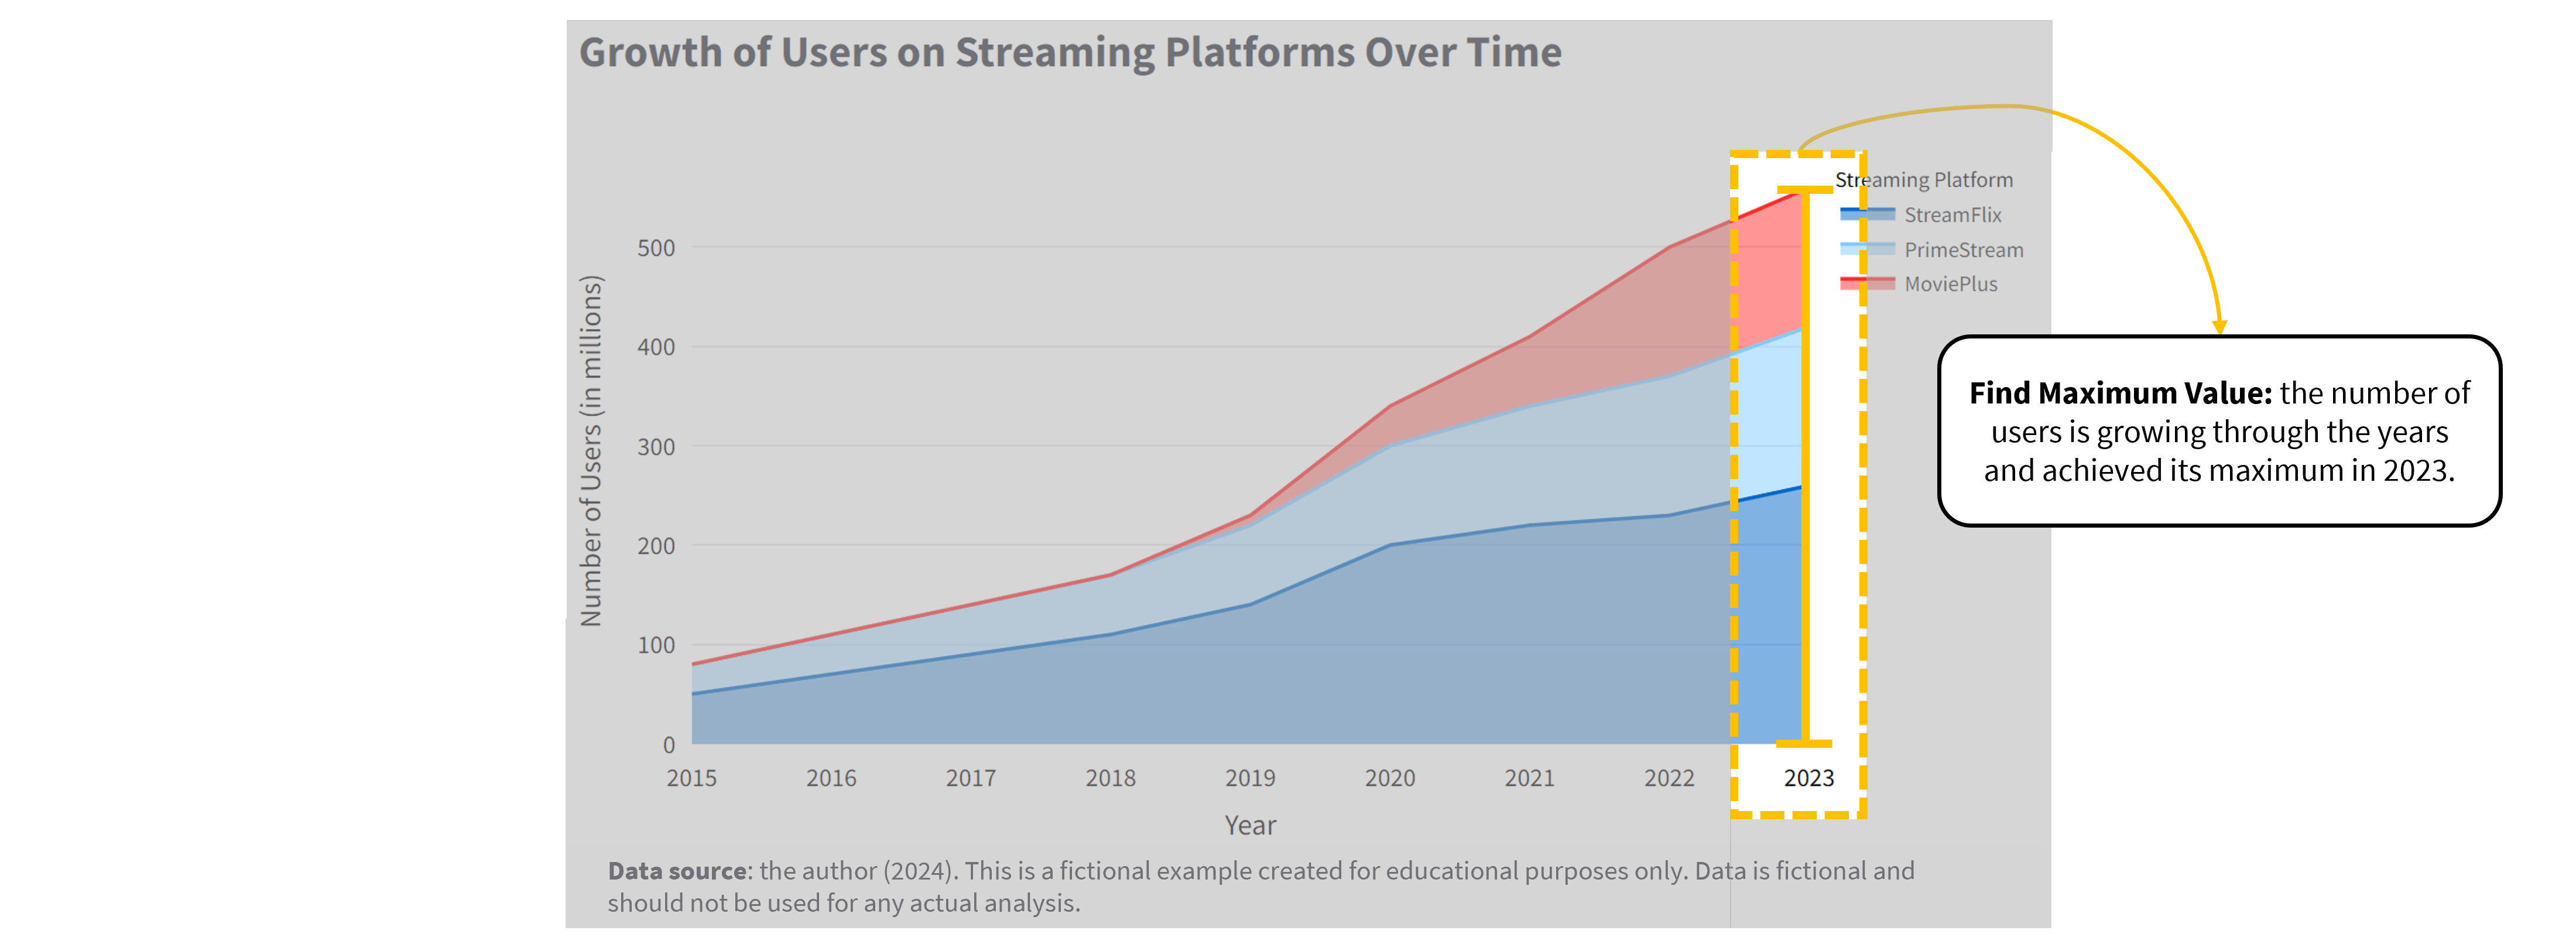 Growth of Users on Streaming Platforms Over Time
Streaming Platform
StreamFlix
PrimeStream
MoviePlus
Number of Users (in millions)
500
400
300
200
100
0
2015 2016 2017 2018 2019 2020 2021 2022 2023
Year
Find Maximum Value: the number of
users is growing through the years
and achieved its maximum in 2023.
Data source: the author (2024). This is a fictional example created for educational purposes only. Data is fictional and
should not be used for any actual analysis.